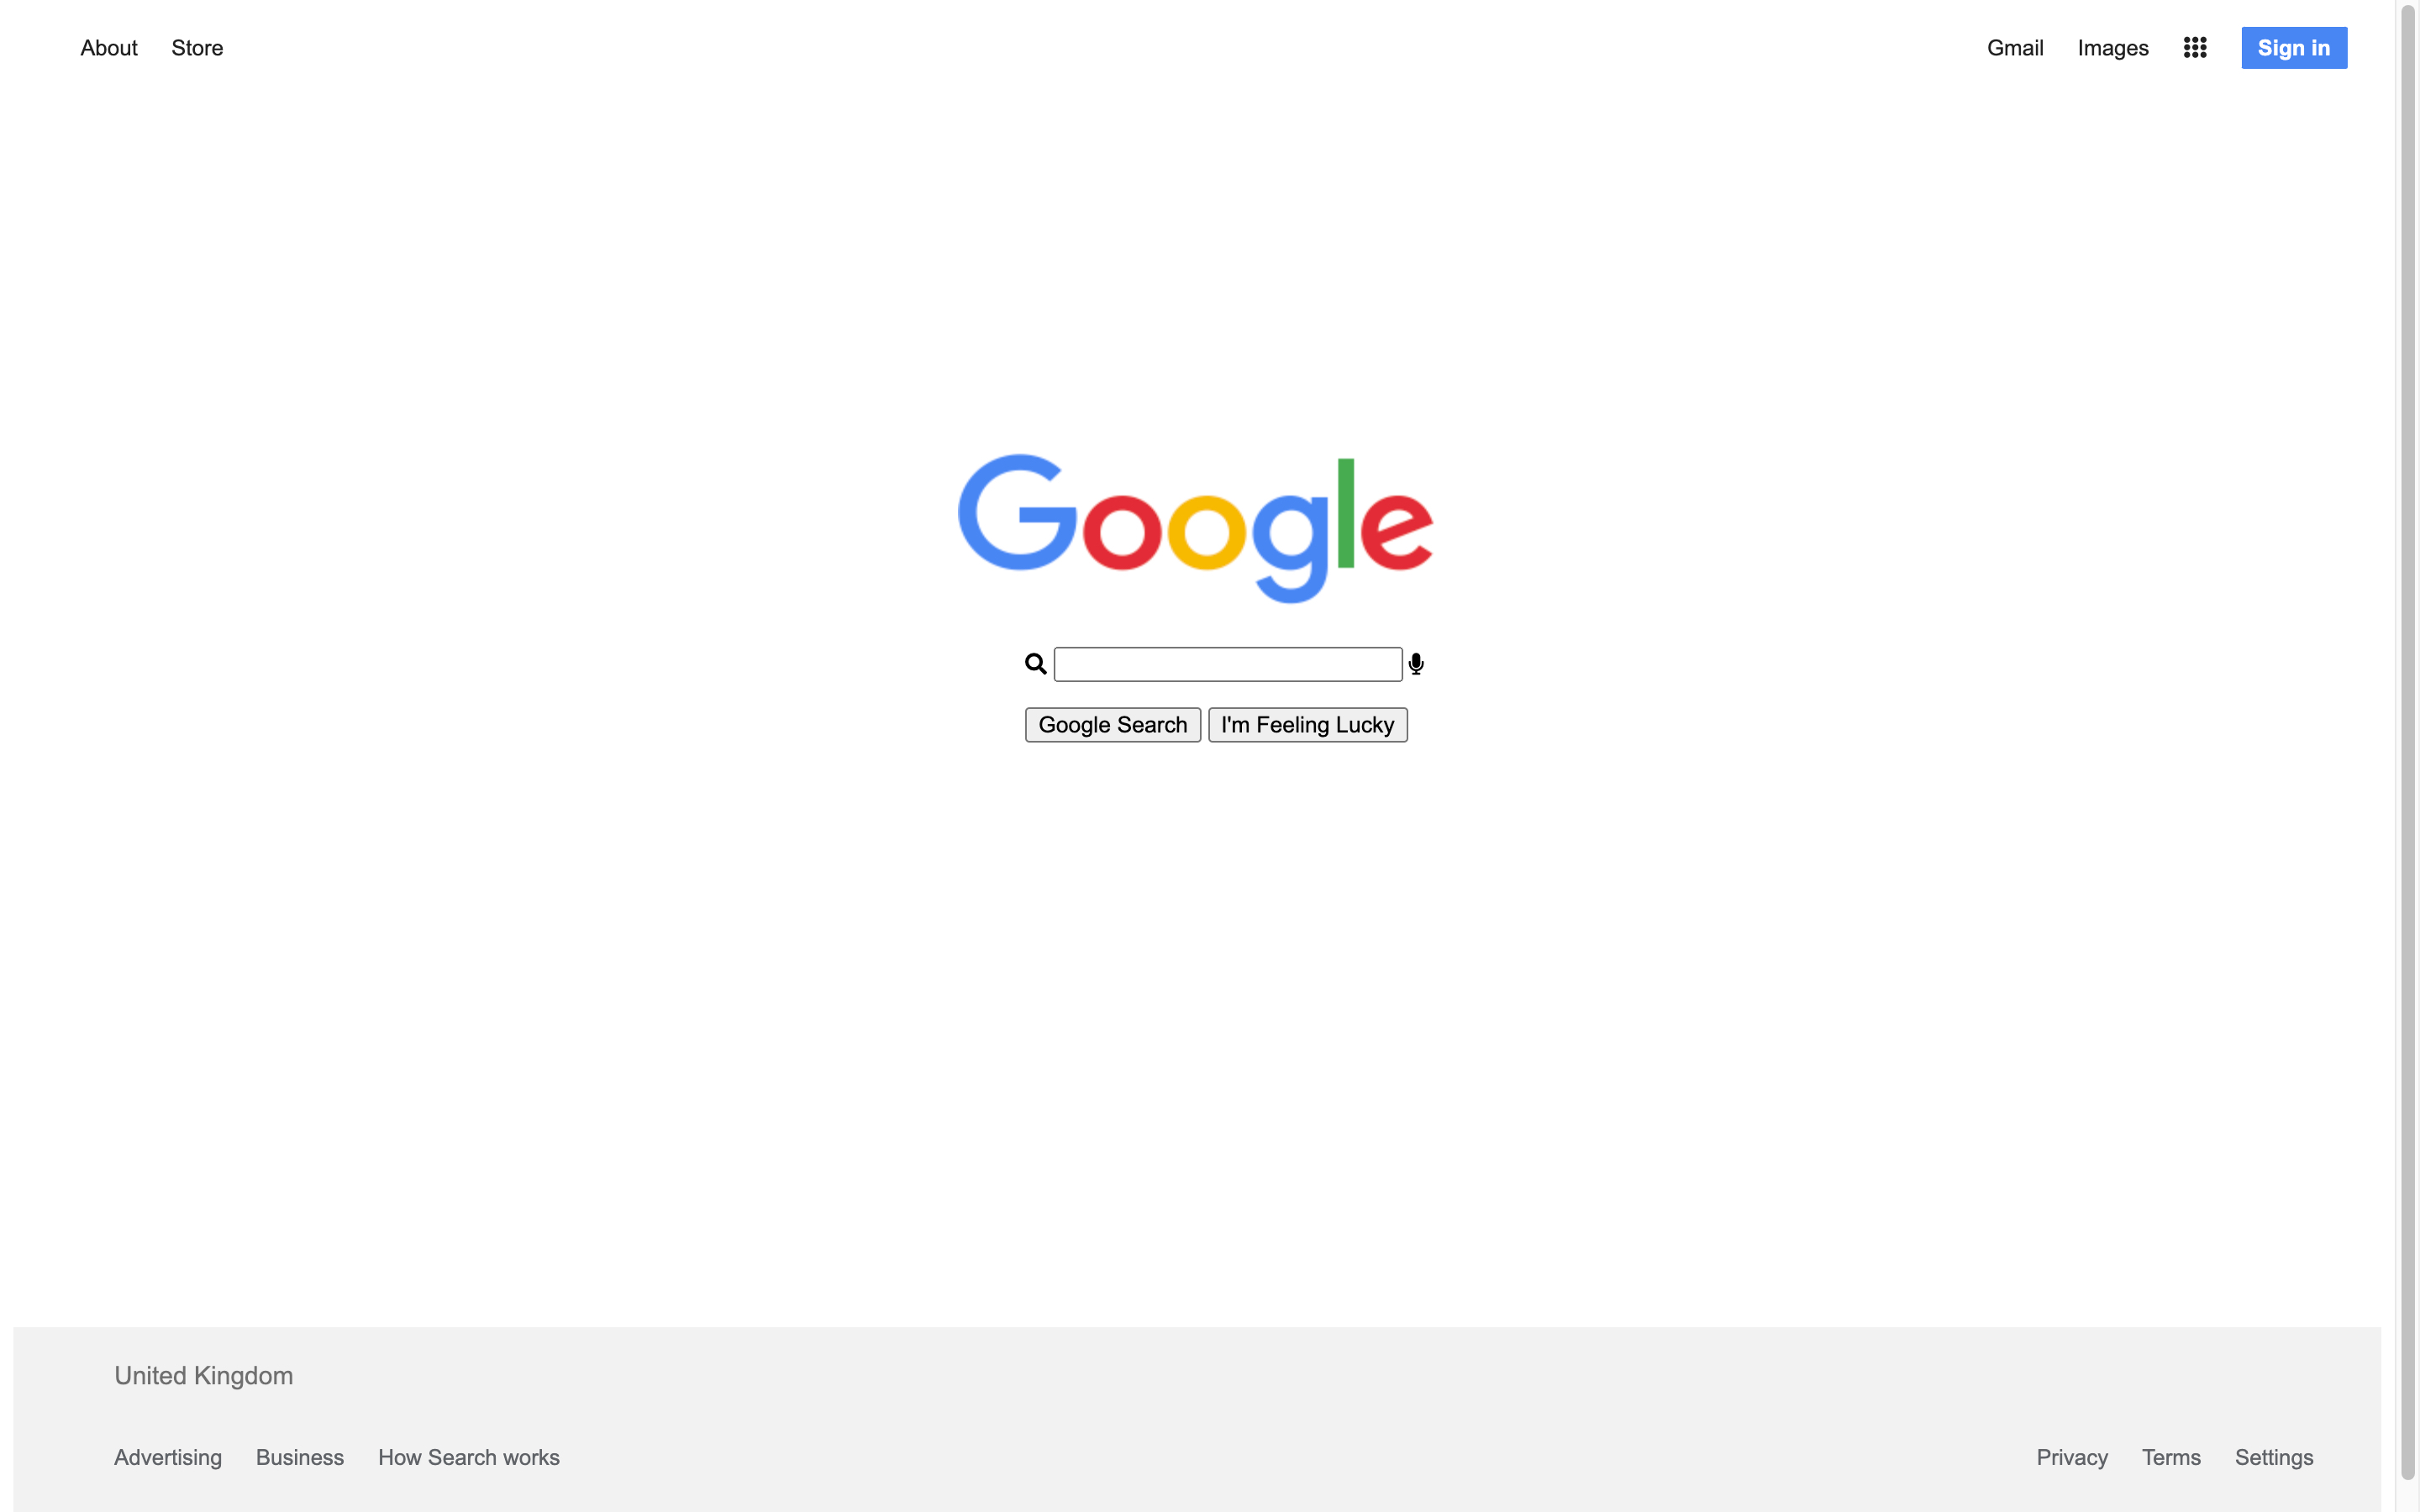 About Store Gmail Images Sign in
Google
Google Search I'm Feeling Lucky
United Kingdom
Advertising Business How Search works Privacy Terms Settings